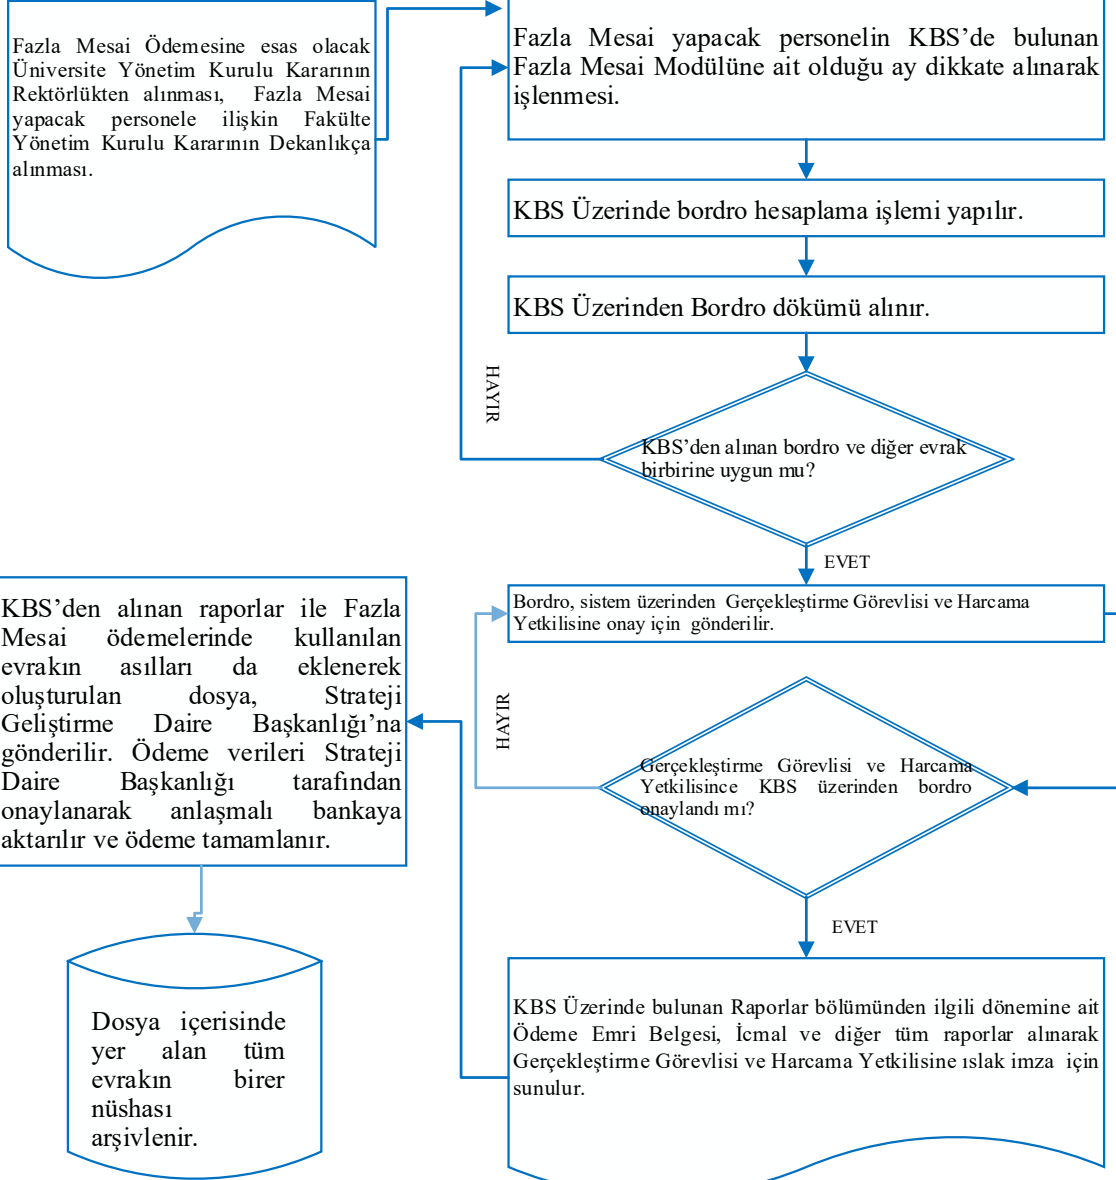 Fazla Mesai Ödemesine esas olacak
Üniversite Yönetim Kurulu Kararının
Rektörlükten alınması, Fazla Mesai
yapacak personele ilişkin Fakülte
Yönetim Kurulu Kararının Dekanlıkça
alınması.
Fazla Mesai yapacak personelin KBS’de bulunan
Fazla Mesai Modülüne ait olduğu ay dikkate alınarak
işlenmesi.
KBS Üzerinde bordro hesaplama işlemi yapılır.
KBS Üzerinden Bordro dökümü alınır.
HAYIR
KBS’den alınan bordro ve diğer evrak
birbirine uygun mu?
EVET
Bordro, sistem üzerinden Gerçekleştirme Görevlisi ve Harcama
Yetkilisine onay için gönderilir.
HAYIR
Gerçekleştirme Görevlisi ve Harcama
Yetkilisince KBS üzerinden bordro
onaylandı mı?
EVET
KBS Üzerinde bulunan Raporlar bölümünden ilgili dönemine ait
Ödeme Emri Belgesi, İcmal ve diğer tüm raporlar alınarak
Gerçekleştirme Görevlisi ve Harcama Yetkilisine ıslak imza için
sunulur.
KBS’den alınan raporlar ile Fazla
Mesai ödemelerinde kullanılan
evrakın asılları da eklenerek
oluşturulan dosya, Strateji
Geliştirme Daire Başkanlığı’na
gönderilir. Ödeme verileri Strateji
Daire Başkanlığı tarafından
onaylanarak anlaşmalı bankaya
aktarılır ve ödeme tamamlanır.
Dosya içerisinde
yer alan tüm
evrakın birer
nüshası
arşivlenir.